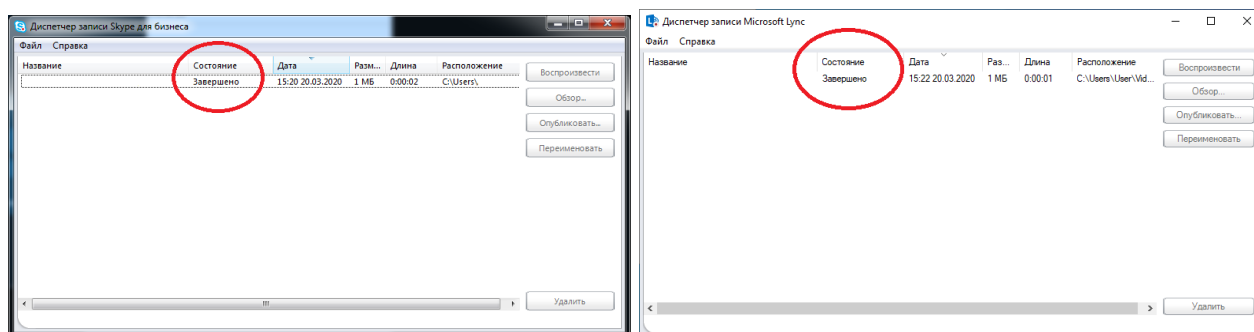 Диспетчер записи Skype для бизнеса
Файл Справка
Название Состояние Дата Разм... Длина Расположение
Завершено 15:20 20.03.2020 1 МБ 0:00:02 C:\Users\
Воспроизвести
Обзор...
Опубликовать...
Переименовать
Удалить
Диспетчер записи Microsoft Lync
Файл Справка
Название Состояние Дата Раз... Длина Расположение
Завершено 15:22 20.03.2020 1 МБ 0:00:01 C:\Users\User\Vid...
Воспроизвести
Обзор...
Опубликовать...
Переименовать
Удалить